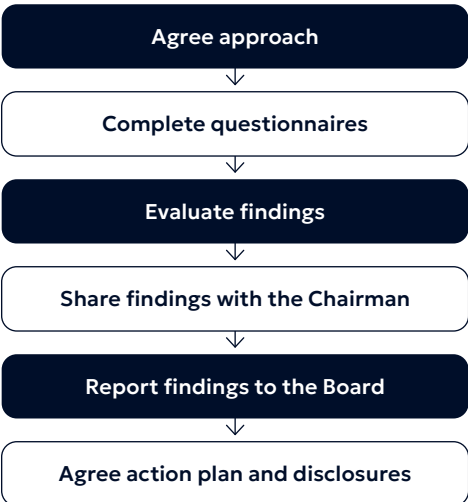 Agree approach
Complete questionnaires
Evaluate findings
Share findings with the Chairman
Report findings to the Board
Agree action plan and disclosures